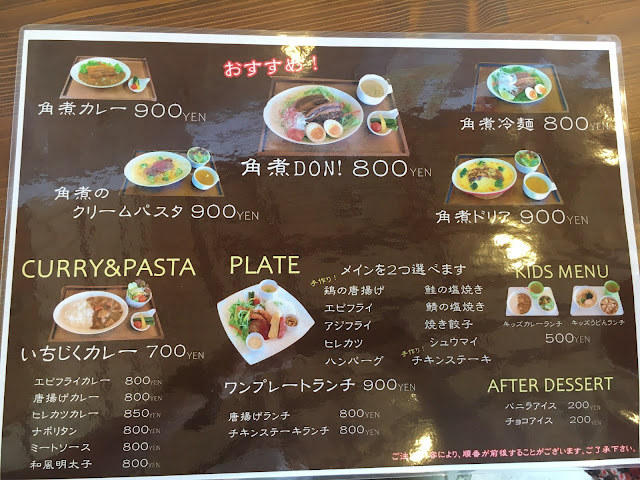 おすすめ!
角煮カレー 900YEN
角煮DON! 800YEN
角煮冷麺 800YEN
角煮の
クリームパスタ 900YEN
角煮ドリア 900YEN
CURRY&PASTA
いちじくカレー 700YEN
エビフライカレー 800YEN
唐揚げカレー 800YEN
ヒレカツカレー 850YEN
ナポリタン 800YEN
ミートソース 800YEN
和風明太子 800YEN
PLATE
メインを2つ選べます
手作り!
鶏の唐揚げ
エビフライ
アジフライ
ヒレカツ
ハンバーグ
鮭の塩焼き
鯖の塩焼き
焼き餃子
シュウマイ
手作り!
チキンステーキ
ワンプレートランチ 900YEN
唐揚げランチ 800YEN
チキンステーキランチ 800YEN
KIDS MENU
キッズカレーランチ
キッズうどんランチ
500YEN
AFTER DESSERT
バニラアイス 200YEN
チョコアイス 200YEN
ご注文内容により、順番が前後することがございます。ご了承下さい。